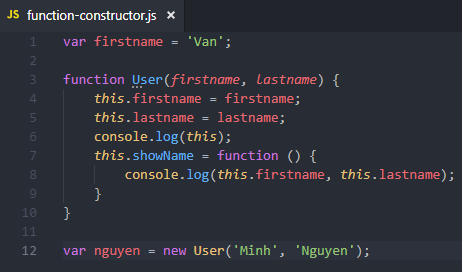 JS function-constructor.js ×
1 var firstname = 'Van';
2
3 function User(firstname, lastname) {
4     this.firstname = firstname;
5     this.lastname = lastname;
6     console.log(this);
7     this.showName = function () {
8         console.log(this.firstname, this.lastname);
9     }
10 }
11
12 var nguyen = new User('Minh', 'Nguyen');